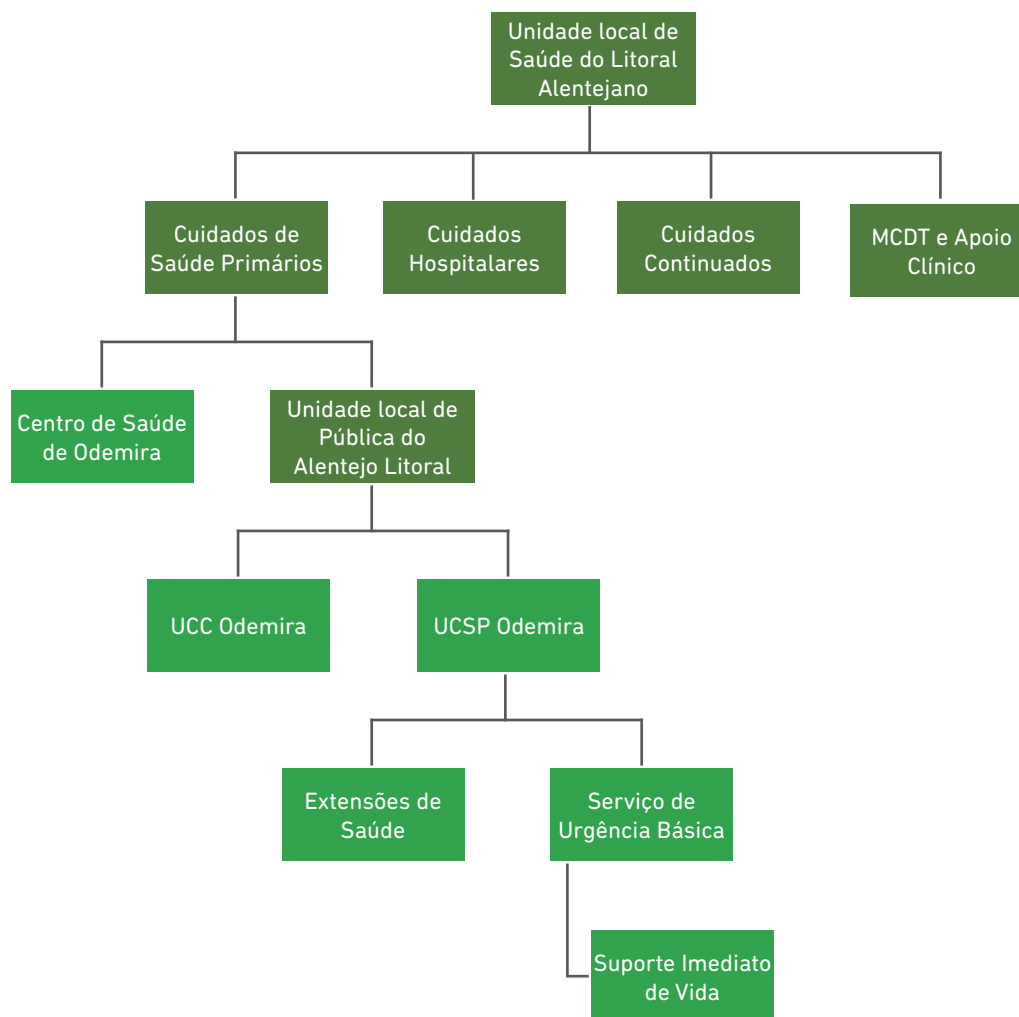 Unidade local de
Saúde do Litoral
Alentejano
Cuidados de
Saúde Primários
Cuidados
Hospitalares
Cuidados
Continuados
MCDT e Apoio
Clínico
Centro de Saúde
de Odemira
Unidade local de
Pública do
Alentejo Litoral
UCC Odemira
UCSP Odemira
Extensões de
Saúde
Serviço de
Urgência Básica
Suporte Imediato
de Vida